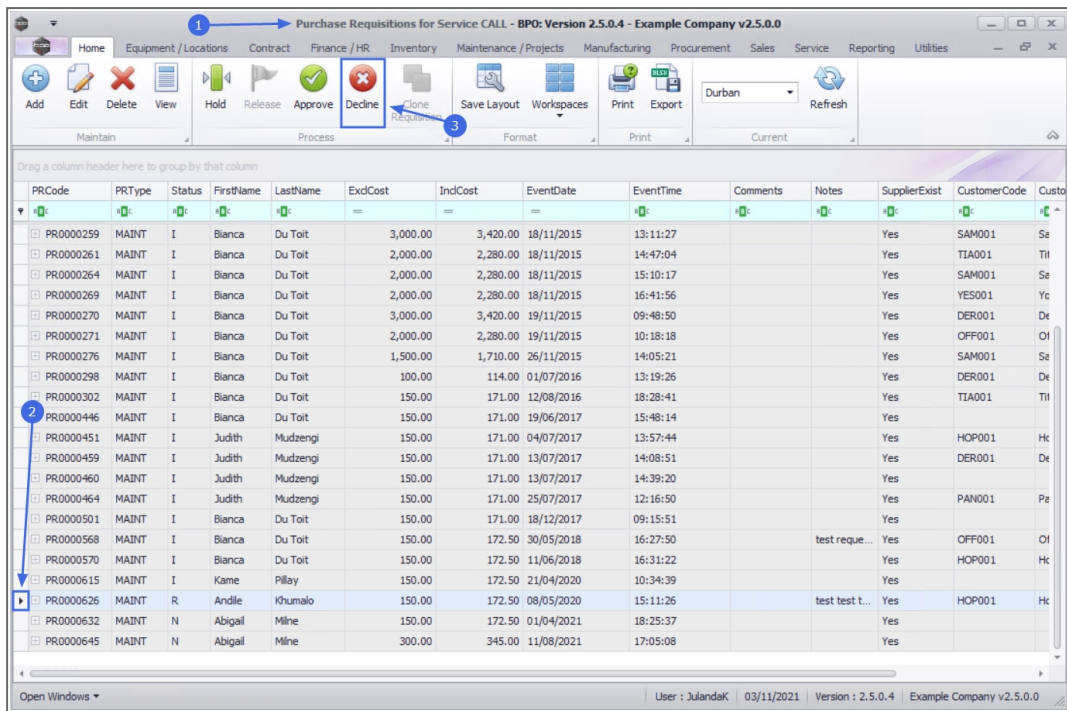 1
Purchase Requisitions for Service CALL - BPO: Version 2.5.0.4 - Example Company v2.5.0.0
Home Equipment / Locations Contract Finance / HR Inventory Maintenance / Projects Manufacturing Procurement Sales Service Reporting Utilities
Add Edit Delete View Hold Release Approve Decline Clone Requisition Save Layout Workspaces Print Export Durban Refresh
3
Maintain Process Format Print Current
Drag a column header here to group by that column
PRCode PRType Status FirstName LastName ExclCost InclCost EventDate EventTime Comments Notes SupplierExist CustomerCode Custo
= = =
PR0000259 MAINT I Bianca Du Toit 3,000.00 3,420.00 18/11/2015 13:11:27 Yes SAM001 Sa
PR0000261 MAINT I Bianca Du Toit 2,000.00 2,280.00 18/11/2015 14:47:04 Yes TIA001 Tit
PR0000264 MAINT I Bianca Du Toit 2,000.00 2,280.00 18/11/2015 15:10:17 Yes SAM001 Sa
PR0000269 MAINT I Bianca Du Toit 2,000.00 2,280.00 18/11/2015 16:41:56 Yes YES001 Yo
PR0000270 MAINT I Bianca Du Toit 3,000.00 3,420.00 19/11/2015 09:48:50 Yes DER001 De
PR0000271 MAINT I Bianca Du Toit 2,000.00 2,280.00 19/11/2015 10:18:18 Yes OFF001 Of
PR0000276 MAINT I Bianca Du Toit 1,500.00 1,710.00 26/11/2015 14:05:21 Yes SAM001 Sa
PR0000298 MAINT I Bianca Du Toit 100.00 114.00 01/07/2016 13:19:26 Yes DER001 De
PR0000302 MAINT I Bianca Du Toit 150.00 171.00 12/08/2016 18:28:41 Yes TIA001 Tit
2
PR0000446 MAINT I Bianca Du Toit 150.00 171.00 19/06/2017 15:48:14 Yes
PR0000451 MAINT I Judith Mudzengi 150.00 171.00 04/07/2017 13:57:44 Yes HOP001 Ho
PR0000459 MAINT I Judith Mudzengi 150.00 171.00 13/07/2017 14:08:51 Yes DER001 De
PR0000460 MAINT I Judith Mudzengi 150.00 171.00 13/07/2017 14:39:20 Yes
PR0000464 MAINT I Judith Mudzengi 150.00 171.00 25/07/2017 12:16:50 Yes PAN001 Pa
PR0000501 MAINT I Bianca Du Toit 150.00 171.00 18/12/2017 09:15:51 Yes
PR0000568 MAINT I Bianca Du Toit 150.00 172.50 30/05/2018 16:27:50 test reque... Yes OFF001 Of
PR0000570 MAINT I Bianca Du Toit 150.00 172.50 11/06/2018 16:31:22 Yes HOP001 Ho
PR0000615 MAINT I Kame Pillay 150.00 172.50 21/04/2020 10:34:39 Yes
PR0000626 MAINT R Andile Khumalo 150.00 172.50 08/05/2020 15:11:26 test test t... Yes HOP001 Ho
PR0000632 MAINT N Abigail Milne 150.00 172.50 01/04/2021 18:25:37 Yes
PR0000645 MAINT N Abigail Milne 300.00 345.00 11/08/2021 17:05:08 Yes
Open Windows User : JulandaK 03/11/2021 Version : 2.5.0.4 Example Company v2.5.0.0